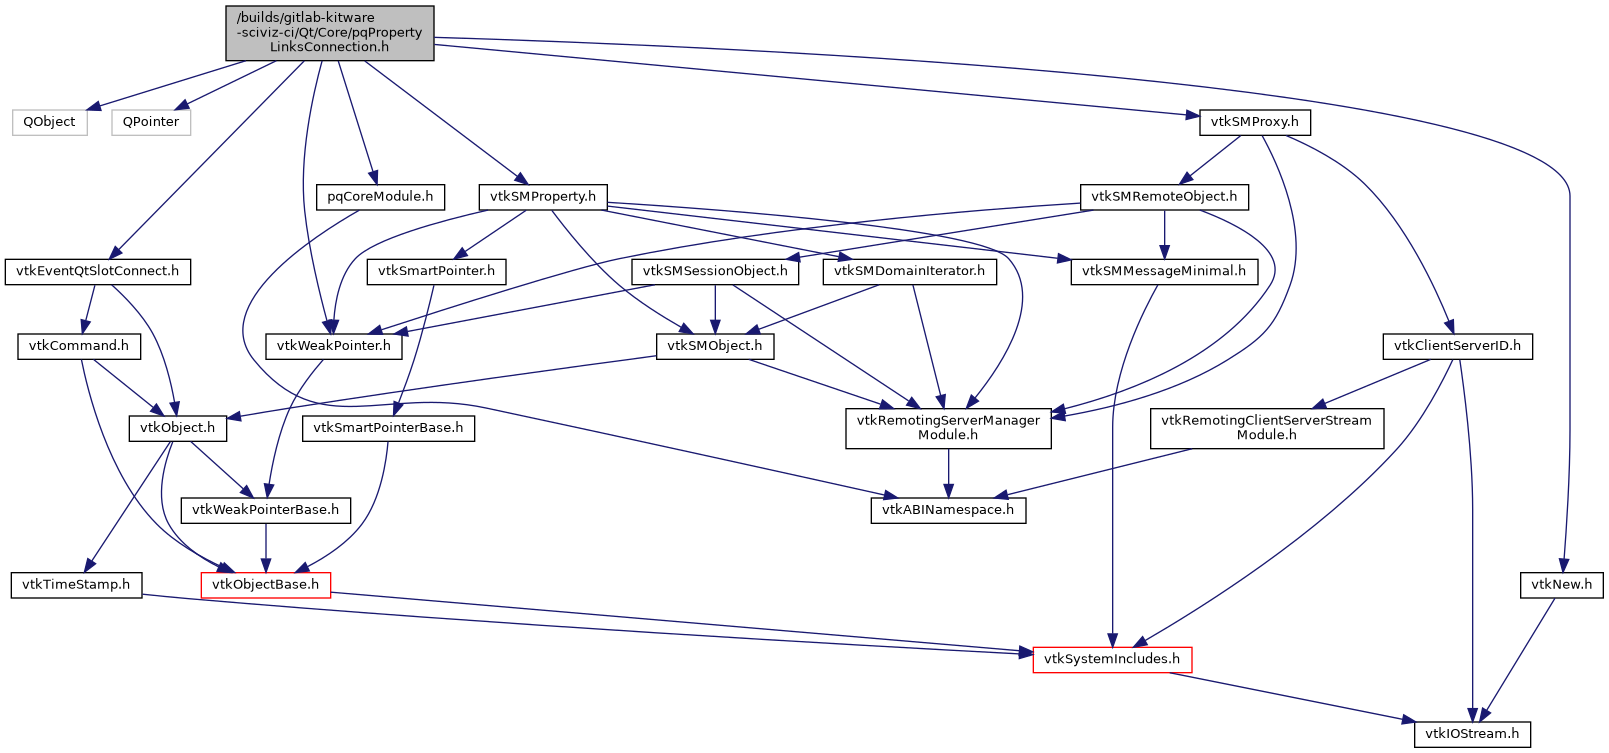 /builds/gitlab-kitware
-sciviz-ci/Qt/Core/pqProperty
LinksConnection.h
QObject
QPointer
vtkSMProxy.h
pqCoreModule.h
vtkSMProperty.h
vtkSMRemoteObject.h
vtkEventQtSlotConnect.h
vtkSmartPointer.h
vtkSMSessionObject.h
vtkSMDomainIterator.h
vtkSMMessageMinimal.h
vtkCommand.h
vtkWeakPointer.h
vtkSMObject.h
vtkClientServerID.h
vtkObject.h
vtkSmartPointerBase.h
vtkRemotingServerManager
Module.h
vtkRemotingClientServerStream
Module.h
vtkWeakPointerBase.h
vtkABINamespace.h
vtkTimeStamp.h
vtkObjectBase.h
vtkNew.h
vtkSystemIncludes.h
vtkIOStream.h